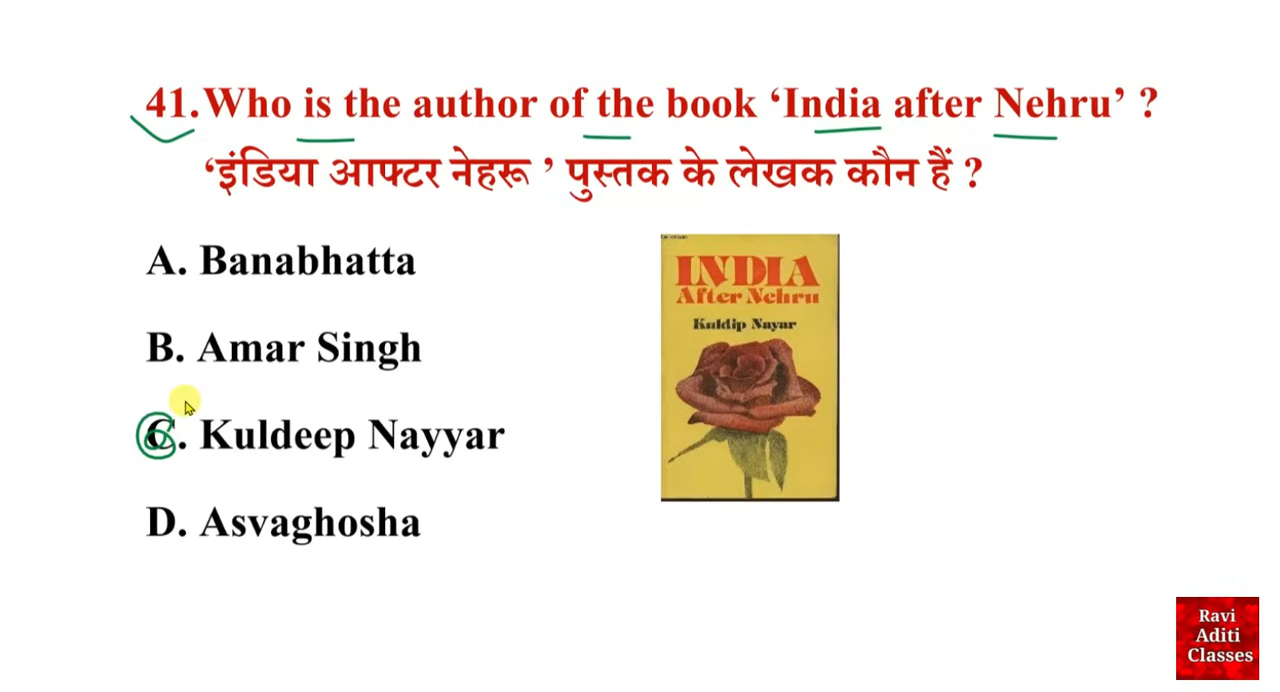 41.Who is the author of the book ‘India after Nehru’ ?
‘इंडिया आफ्टर नेहरू ’ पुस्तक के लेखक कौन हैं ?
A. Banabhatta
INDIA
After Nehru
Kuldip Nayar
B. Amar Singh
C. Kuldeep Nayyar
D. Asvaghosha
Ravi
Aditi
Classes